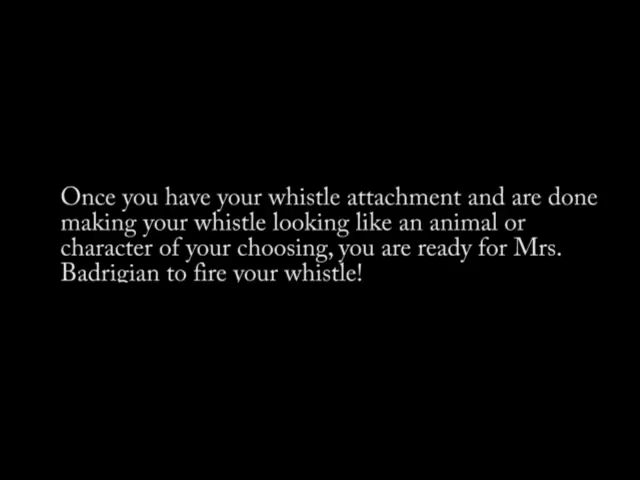 Once you have your whistle attachment and are done
making your whistle looking like an animal or
character of your choosing, you are ready for Mrs.
Badrigian to fire your whistle!